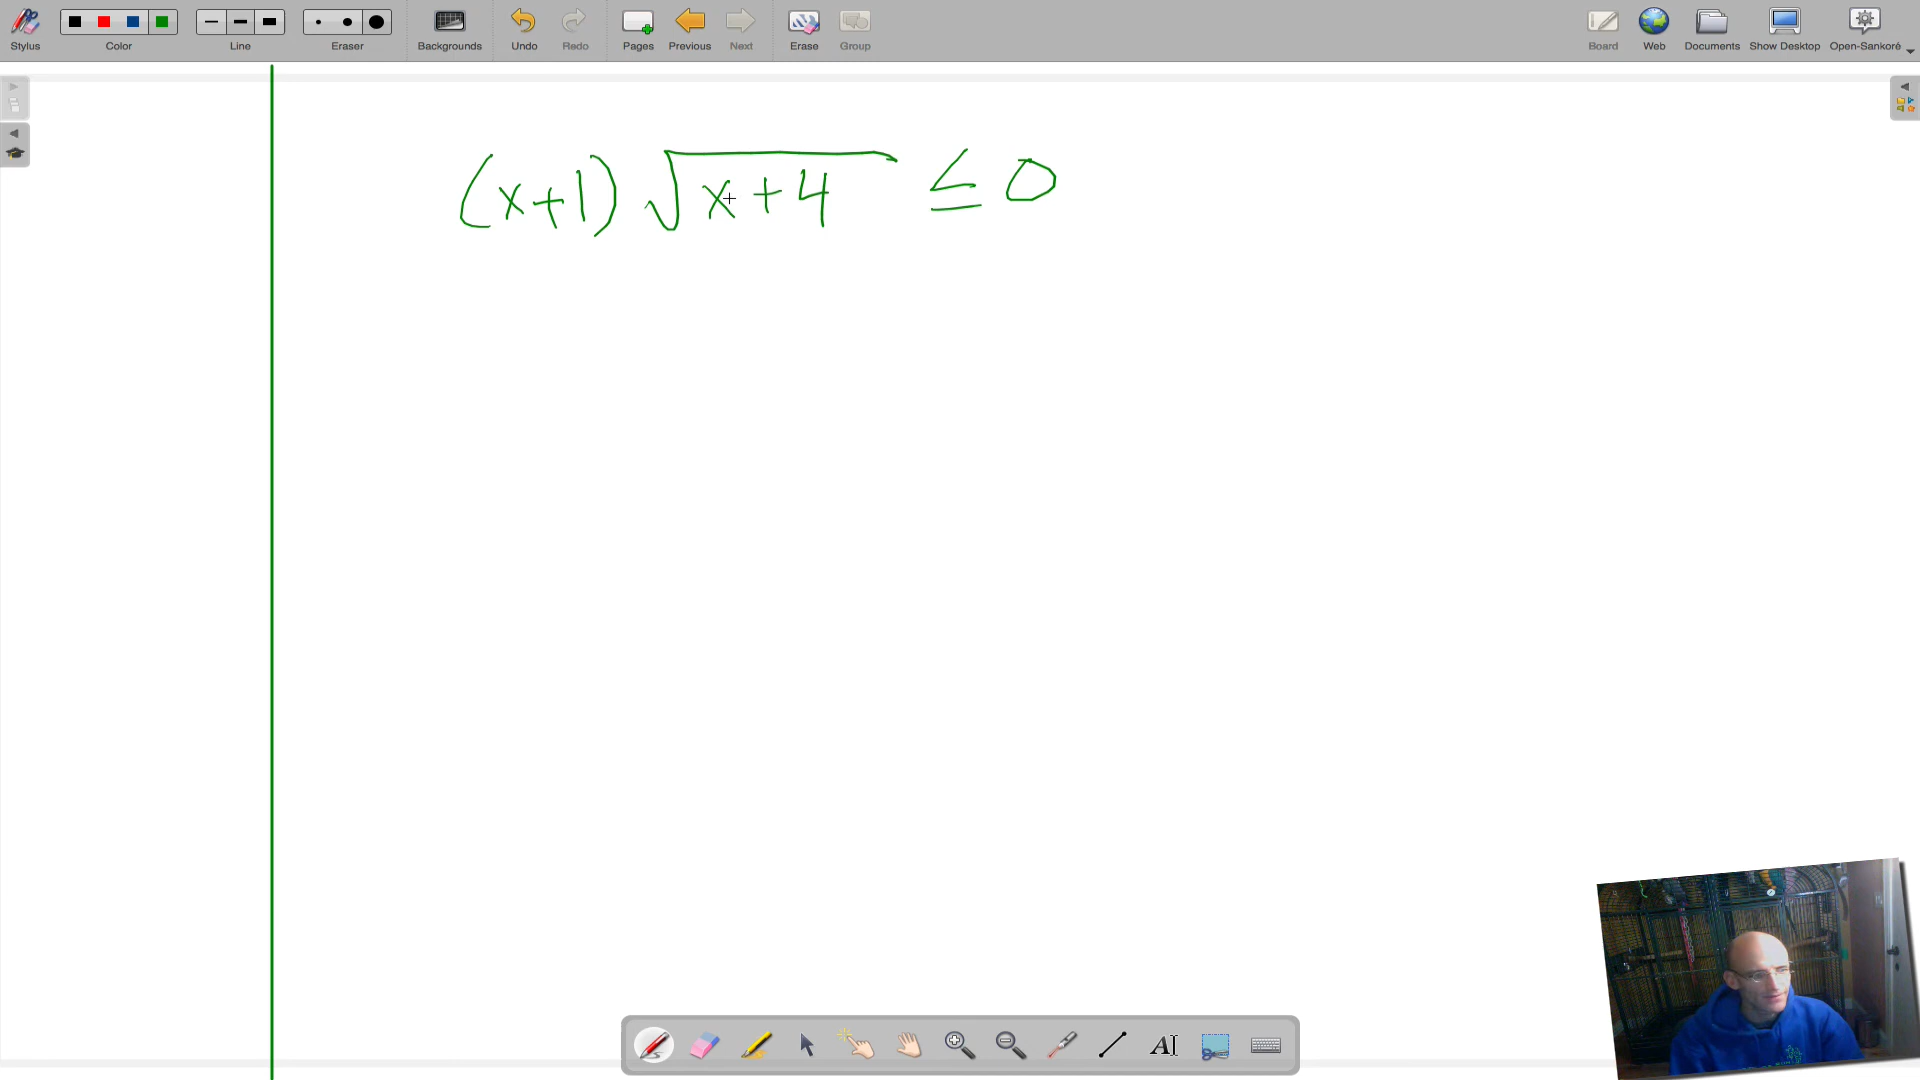 Stylus Color Line Eraser Backgrounds Undo Redo Pages Previous Next Erase Group Board Web Documents Show Desktop Open-Sankoré
(x+1) √x+4 ≤ 0
AI